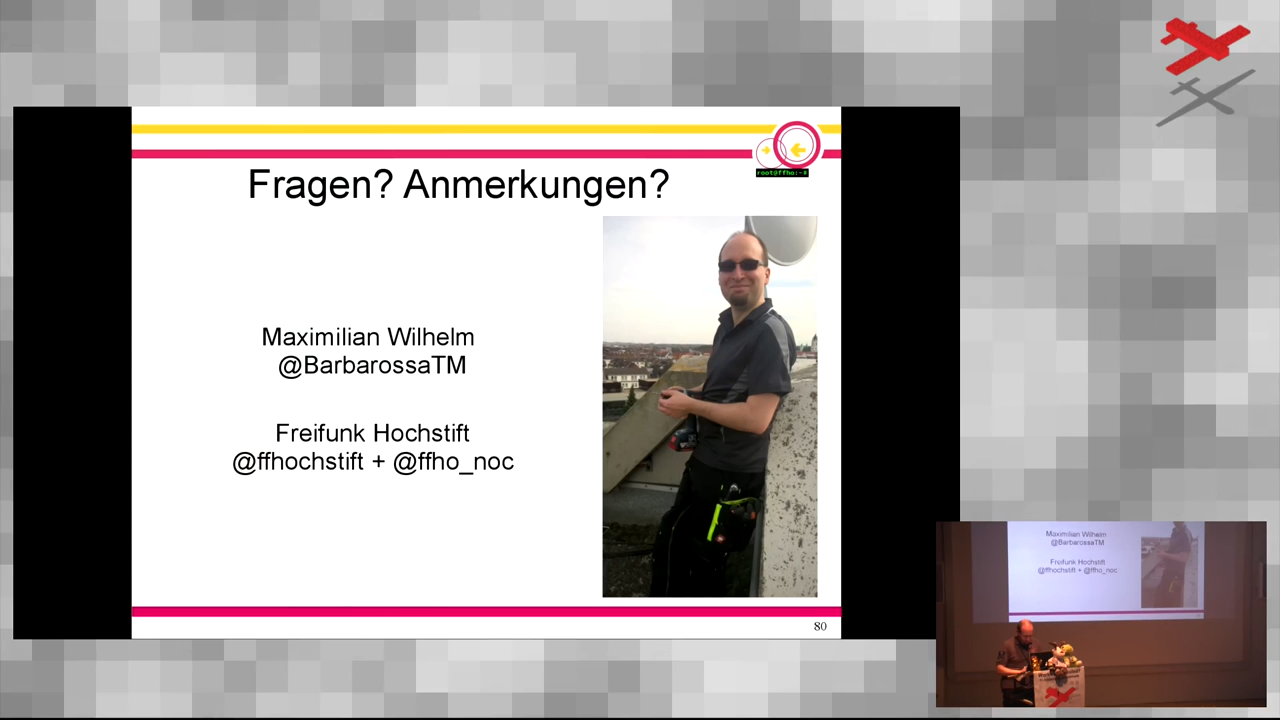 root@ffho:~#
Fragen? Anmerkungen?
Maximilian Wilhelm
@BarbarossaTM
Freifunk Hochstift
@ffhochstift + @ffho_noc
80
Maximilian Wilhelm
@BarbarossaTM
Freifunk Hochstift
@ffhochstift + @ffho_noc